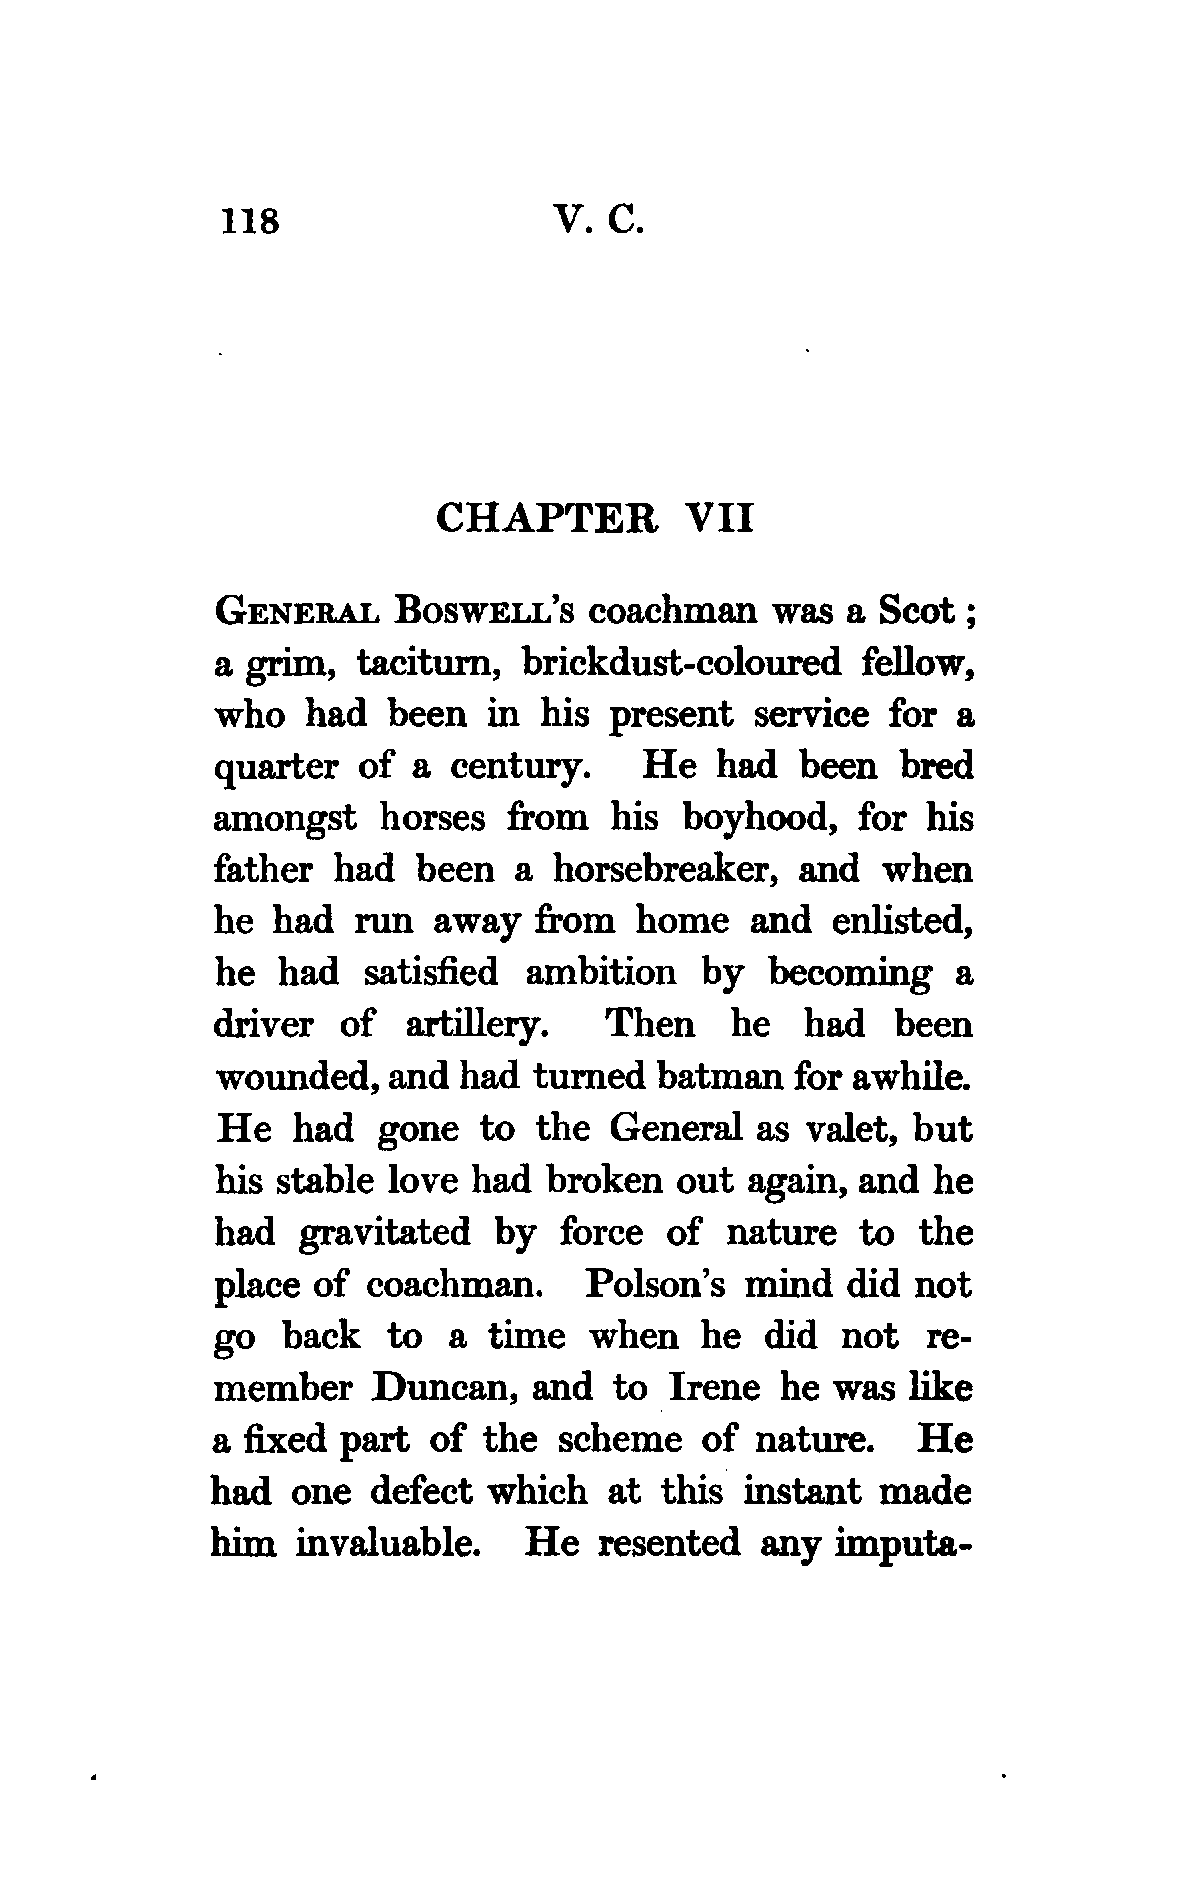 118 V. C.
CHAPTER VII
GENERAL BOSWELL'S coachman was a Scot ;
a grim, taciturn, brickdust-coloured fellow,
who had been in his present service for a
quarter of a century. He had been bred
amongst horses from his boyhood, for his
father had been a horsebreaker, and when
he had run away from home and enlisted,
he had satisfied ambition by becoming a
driver of artillery. Then he had been
wounded, and had turned batman for awhile.
He had gone to the General as valet, but
his stable love had broken out again, and he
had gravitated by force of nature to the
place of coachman. Polson's mind did not
go back to a time when he did not re-
member Duncan, and to Irene he was like
a fixed part of the scheme of nature. He
had one defect which at this instant made
him invaluable. He resented any imputa-